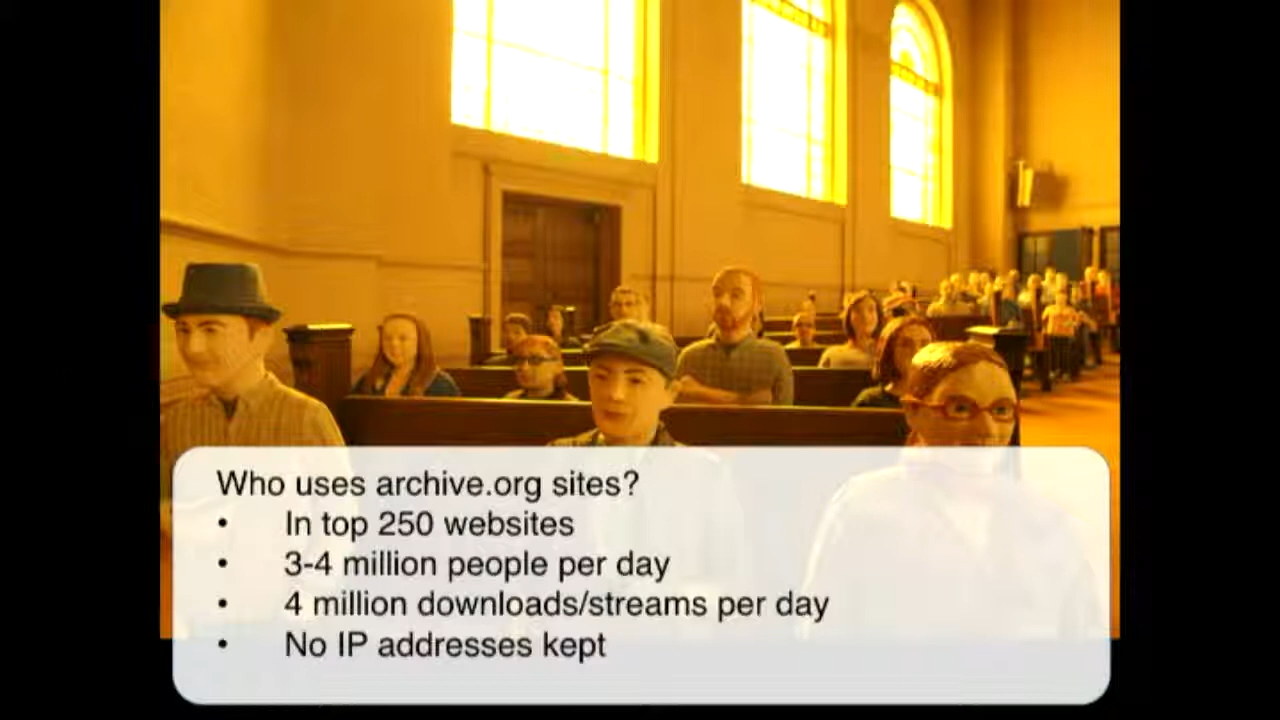 Who uses archive.org sites?
• In top 250 websites
• 3-4 million people per day
• 4 million downloads/streams per day
• No IP addresses kept